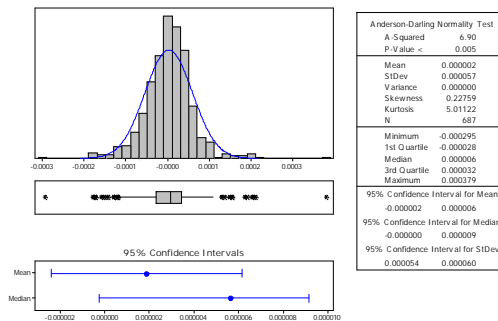 -0.0003 -0.0002 -0.0001 -0.0000 0.0001 0.0002 0.0003
95% Confidence Intervals
Mean
Median
-0.000002 0.000000 0.000002 0.000004 0.000006 0.000008 0.000010
Anderson-Darling Normality Test
A-Squared 6.90
P-Value < 0.005
Mean 0.000002
StDev 0.000057
Variance 0.000000
Skewness 0.22759
Kurtosis 5.01122
N 687
Minimum -0.000295
1st Quartile -0.000028
Median 0.000006
3rd Quartile 0.000032
Maximum 0.000379
95% Confidence Interval for Mean
-0.000002 0.000006
95% Confidence Interval for Median
-0.000000 0.000009
95% Confidence Interval for StDev
0.000054 0.000060